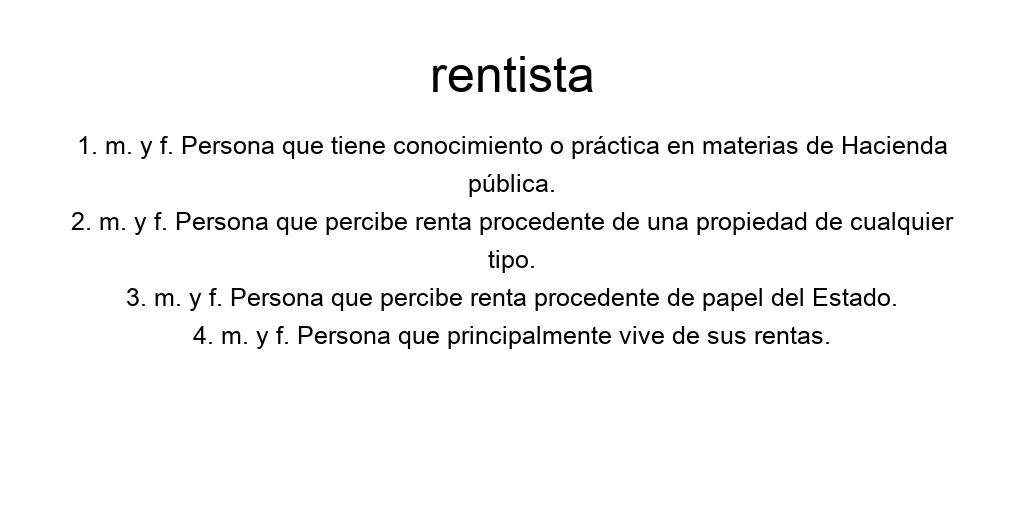 rentista
1. m. y f. Persona que tiene conocimiento o práctica en materias de Hacienda
pública.
2. m. y f. Persona que percibe renta procedente de una propiedad de cualquier
tipo.
3. m. y f. Persona que percibe renta procedente de papel del Estado.
4. m. y f. Persona que principalmente vive de sus rentas.